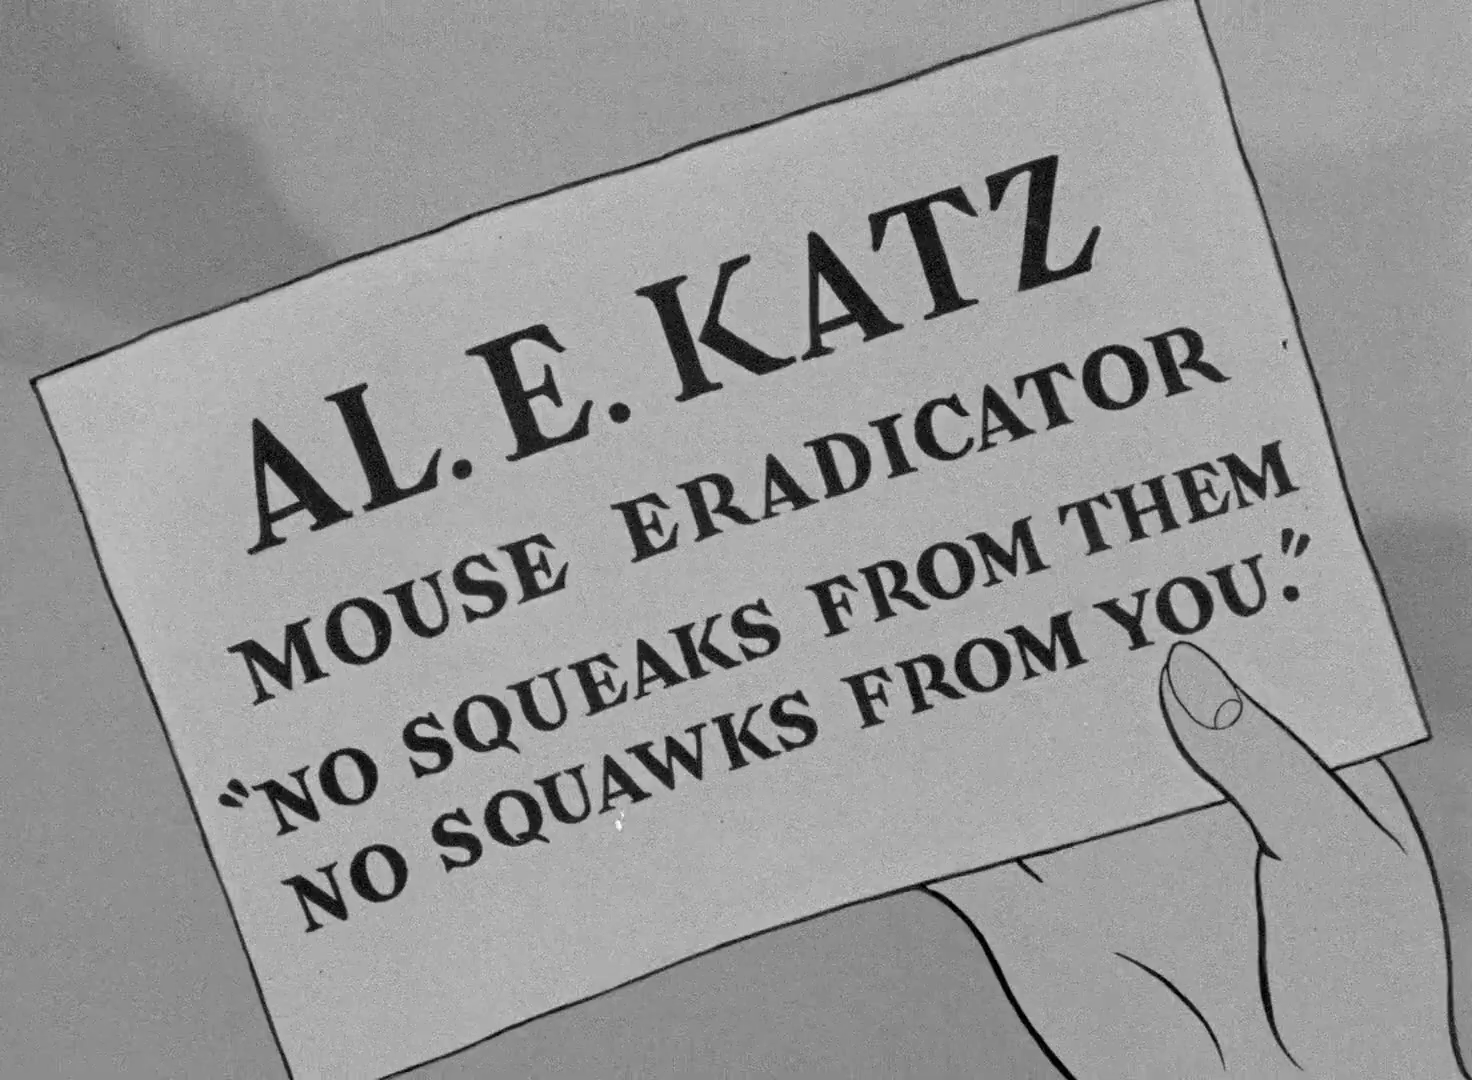 AL. E. KATZ
MOUSE ERADICATOR
"NO SQUEAKS FROM THEM
NO SQUAWKS FROM YOU."